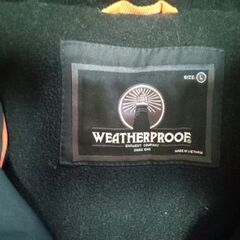 SIZE: L
WEATHERPROOF
GARMENT COMPANY
SINCE 1948
MADE IN VIETNAM